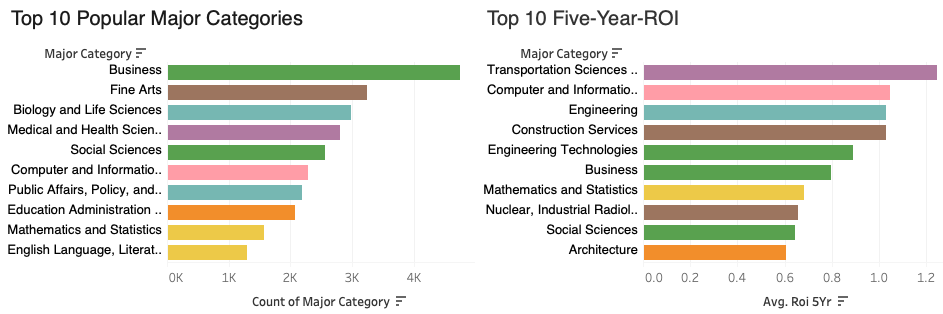 Top 10 Popular Major Categories
Major Category
Business
Fine Arts
Biology and Life Sciences
Medical and Health Scien..
Social Sciences
Computer and Informatio..
Public Affairs, Policy, and..
Education Administration ..
Mathematics and Statistics
English Language, Literat..
0K 1K 2K 3K 4K
Count of Major Category
Top 10 Five-Year-ROI
Major Category
Transportation Sciences ..
Computer and Informatio..
Engineering
Construction Services
Engineering Technologies
Business
Mathematics and Statistics
Nuclear, Industrial Radiol..
Social Sciences
Architecture
0.0 0.2 0.4 0.6 0.8 1.0 1.2
Avg. Roi 5Yr